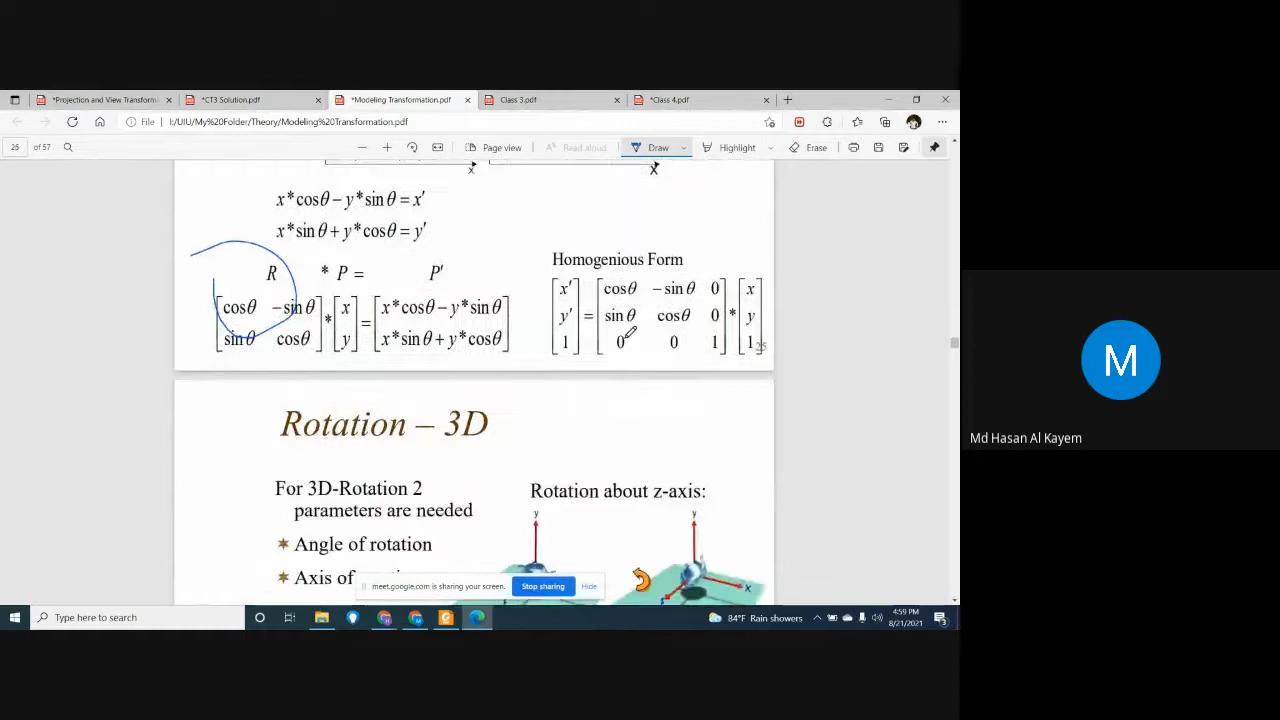 *Projection and View Transform
*CT3 Solution.pdf
*Modeling Transformation.pdf
Class 3.pdf
*Class 4.pdf
File I:/UIU/My%20Folder/Theory/Modeling%20Transformation.pdf
25 of 57
Page view
Read aloud
Draw
Highlight
Erase
x X
x*cosθ − y*sinθ = x′
x*sinθ + y*cosθ = y′
R * P = P′
[cosθ −sinθ] * [x] = [x*cosθ − y*sinθ]
[sinθ cosθ] [y] [x*sinθ + y*cosθ]
Homogenious Form
[x′] [cosθ −sinθ 0] [x]
[y′] = [sinθ cosθ 0] * [y]
[1] [0 0 1] [1]
25
Rotation – 3D
For 3D-Rotation 2
parameters are needed
✶ Angle of rotation
✶ Axis of
Rotation about z-axis:
y
y
x
meet.google.com is sharing your screen.
Stop sharing
Hide
Type here to search
84°F Rain showers
4:59 PM
8/21/2021
3
M
Md Hasan Al Kayem